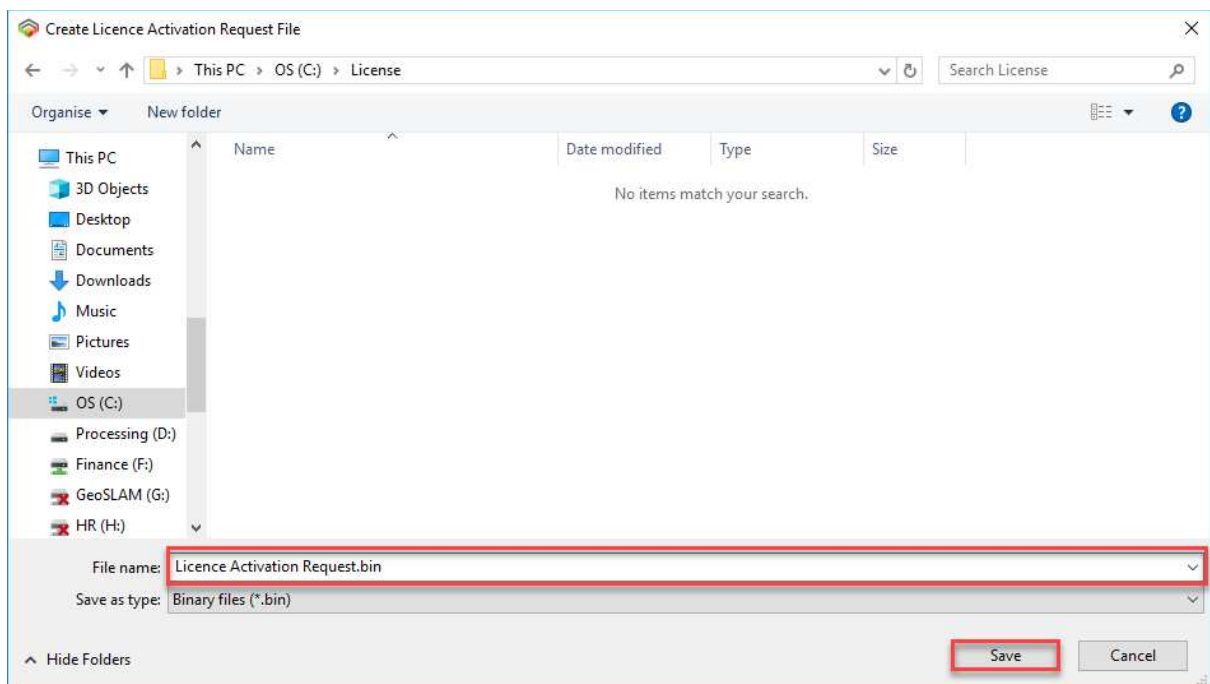 Create Licence Activation Request File
This PC > OS (C:) > License
Search License
Organise
New folder
Name
Date modified
Type
Size
No items match your search.
This PC
3D Objects
Desktop
Documents
Downloads
Music
Pictures
Videos
OS (C:)
Processing (D:)
Finance (F:)
GeoSLAM (G:)
HR (H:)
File name: Licence Activation Request.bin
Save as type: Binary files (*.bin)
Hide Folders
Save
Cancel